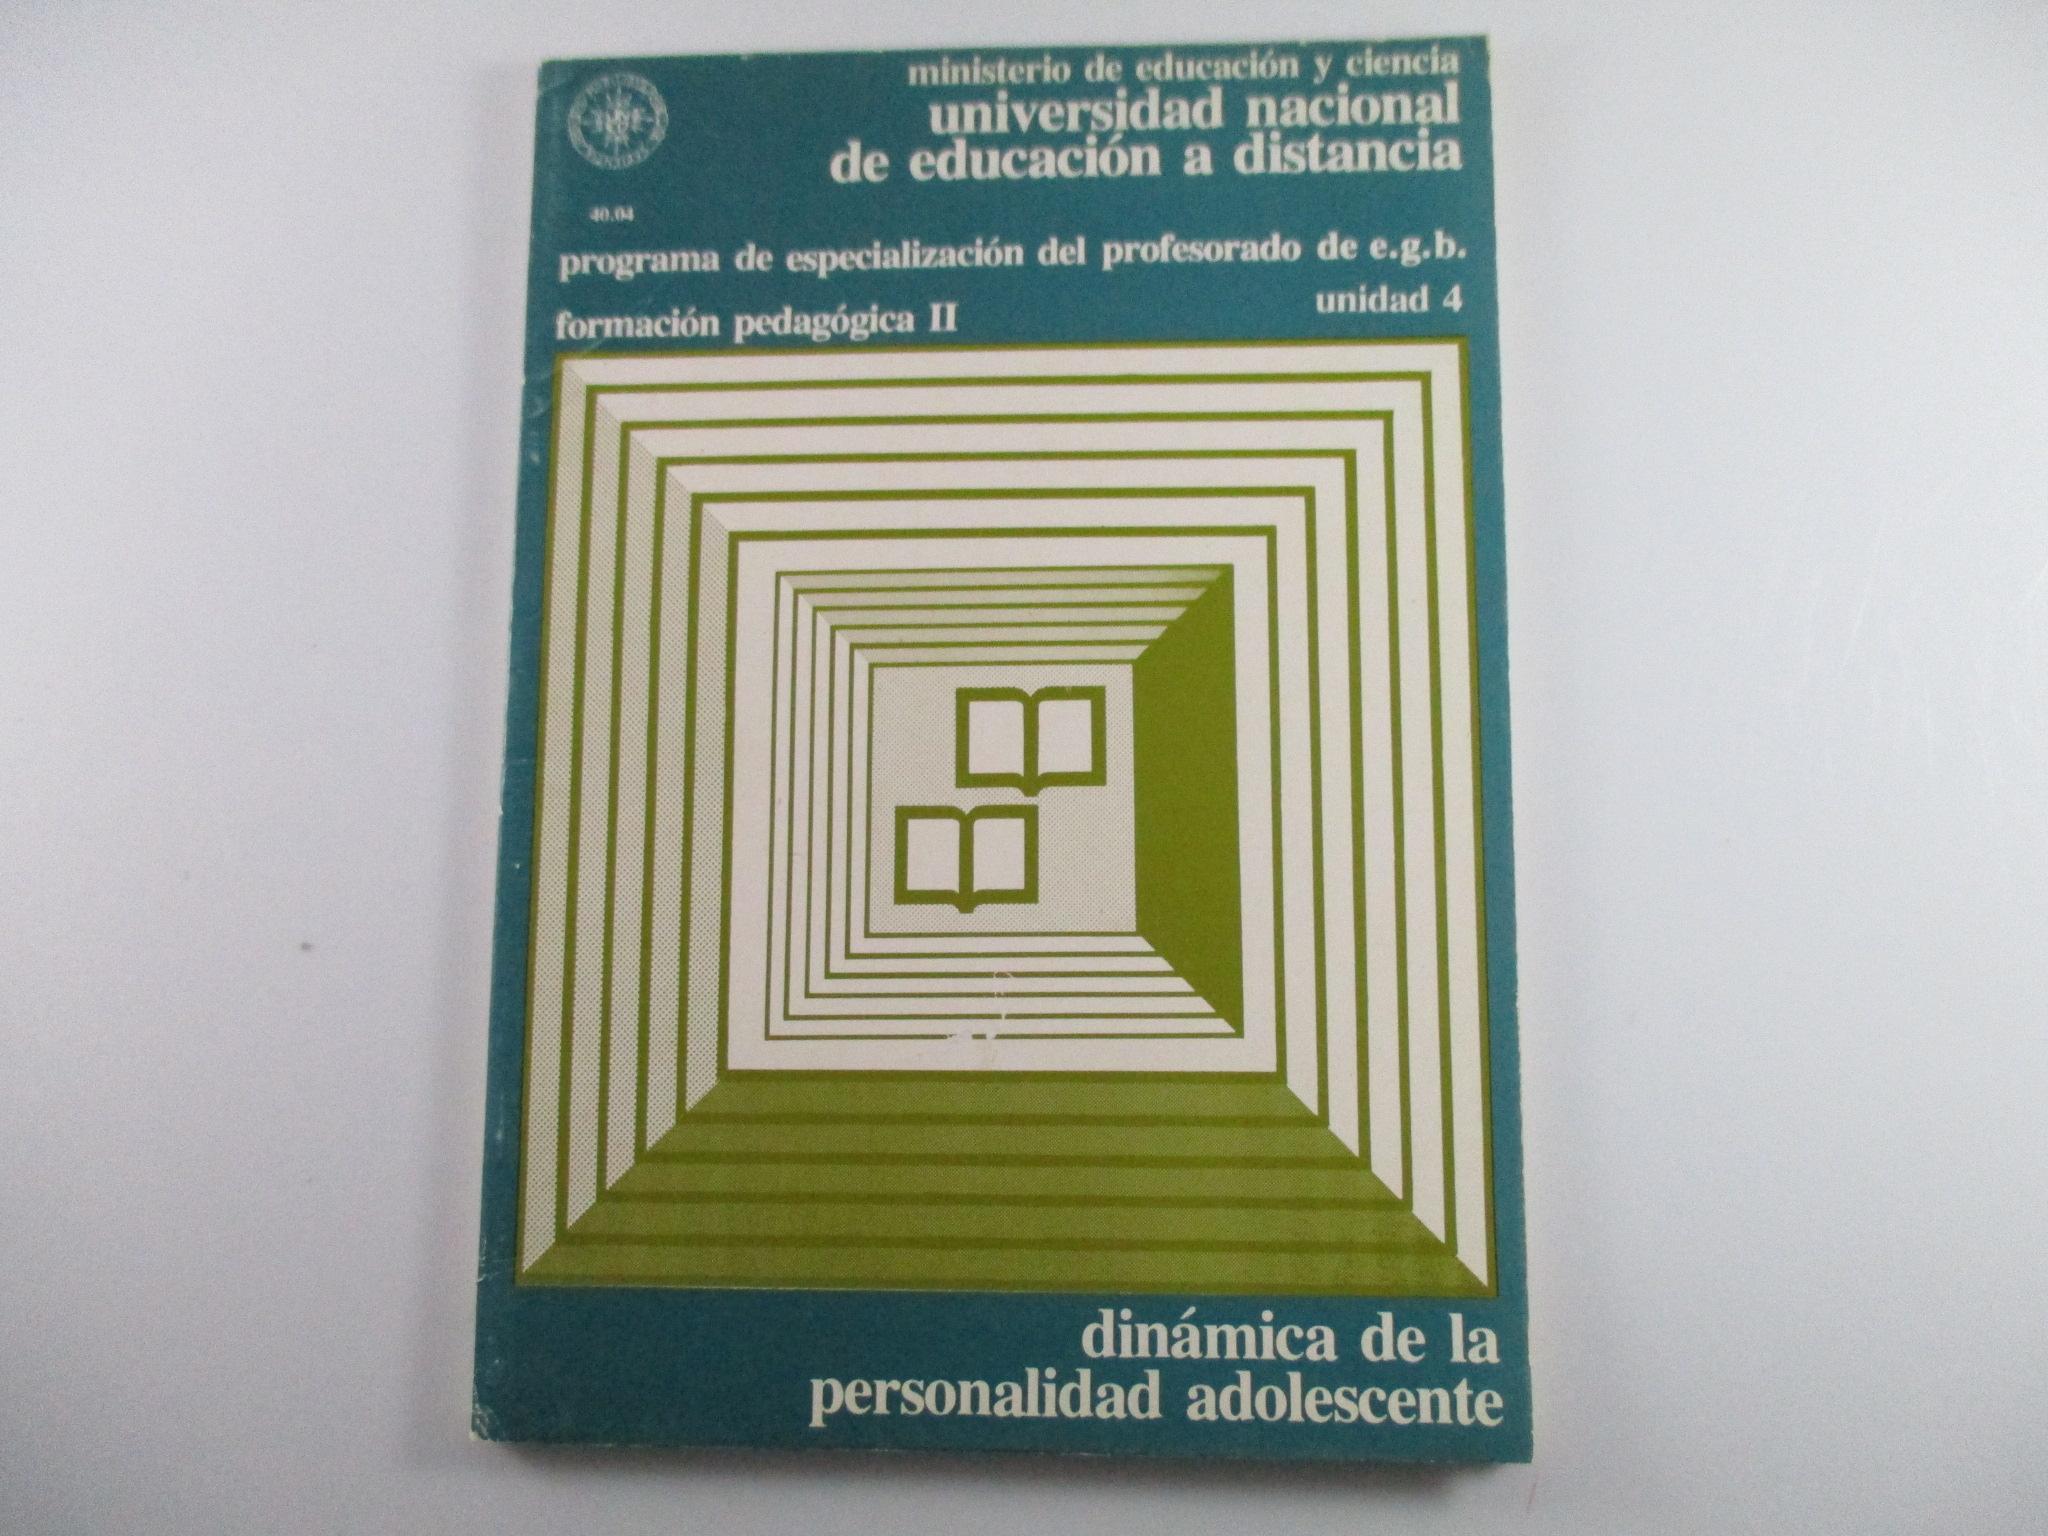 ministerio de educación y ciencia
universidad nacional
de educación a distancia
40.04
programa de especialización del profesorado de e.g.b.
formación pedagógica II
unidad 4
dinámica de la
personalidad adolescente